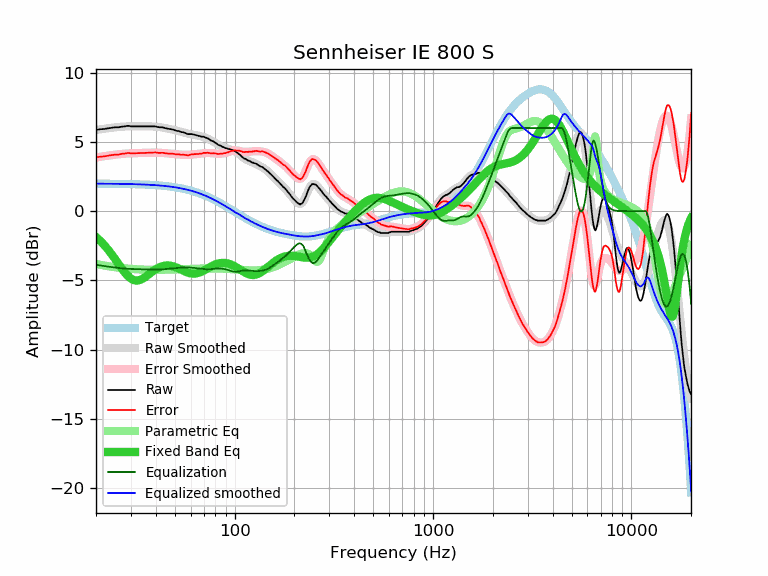 Sennheiser IE 800 S
10
5
0
−5
−10
−15
−20
Amplitude (dBr)
Target
Raw Smoothed
Error Smoothed
Raw
Error
Parametric Eq
Fixed Band Eq
Equalization
Equalized smoothed
100
1000
10000
Frequency (Hz)